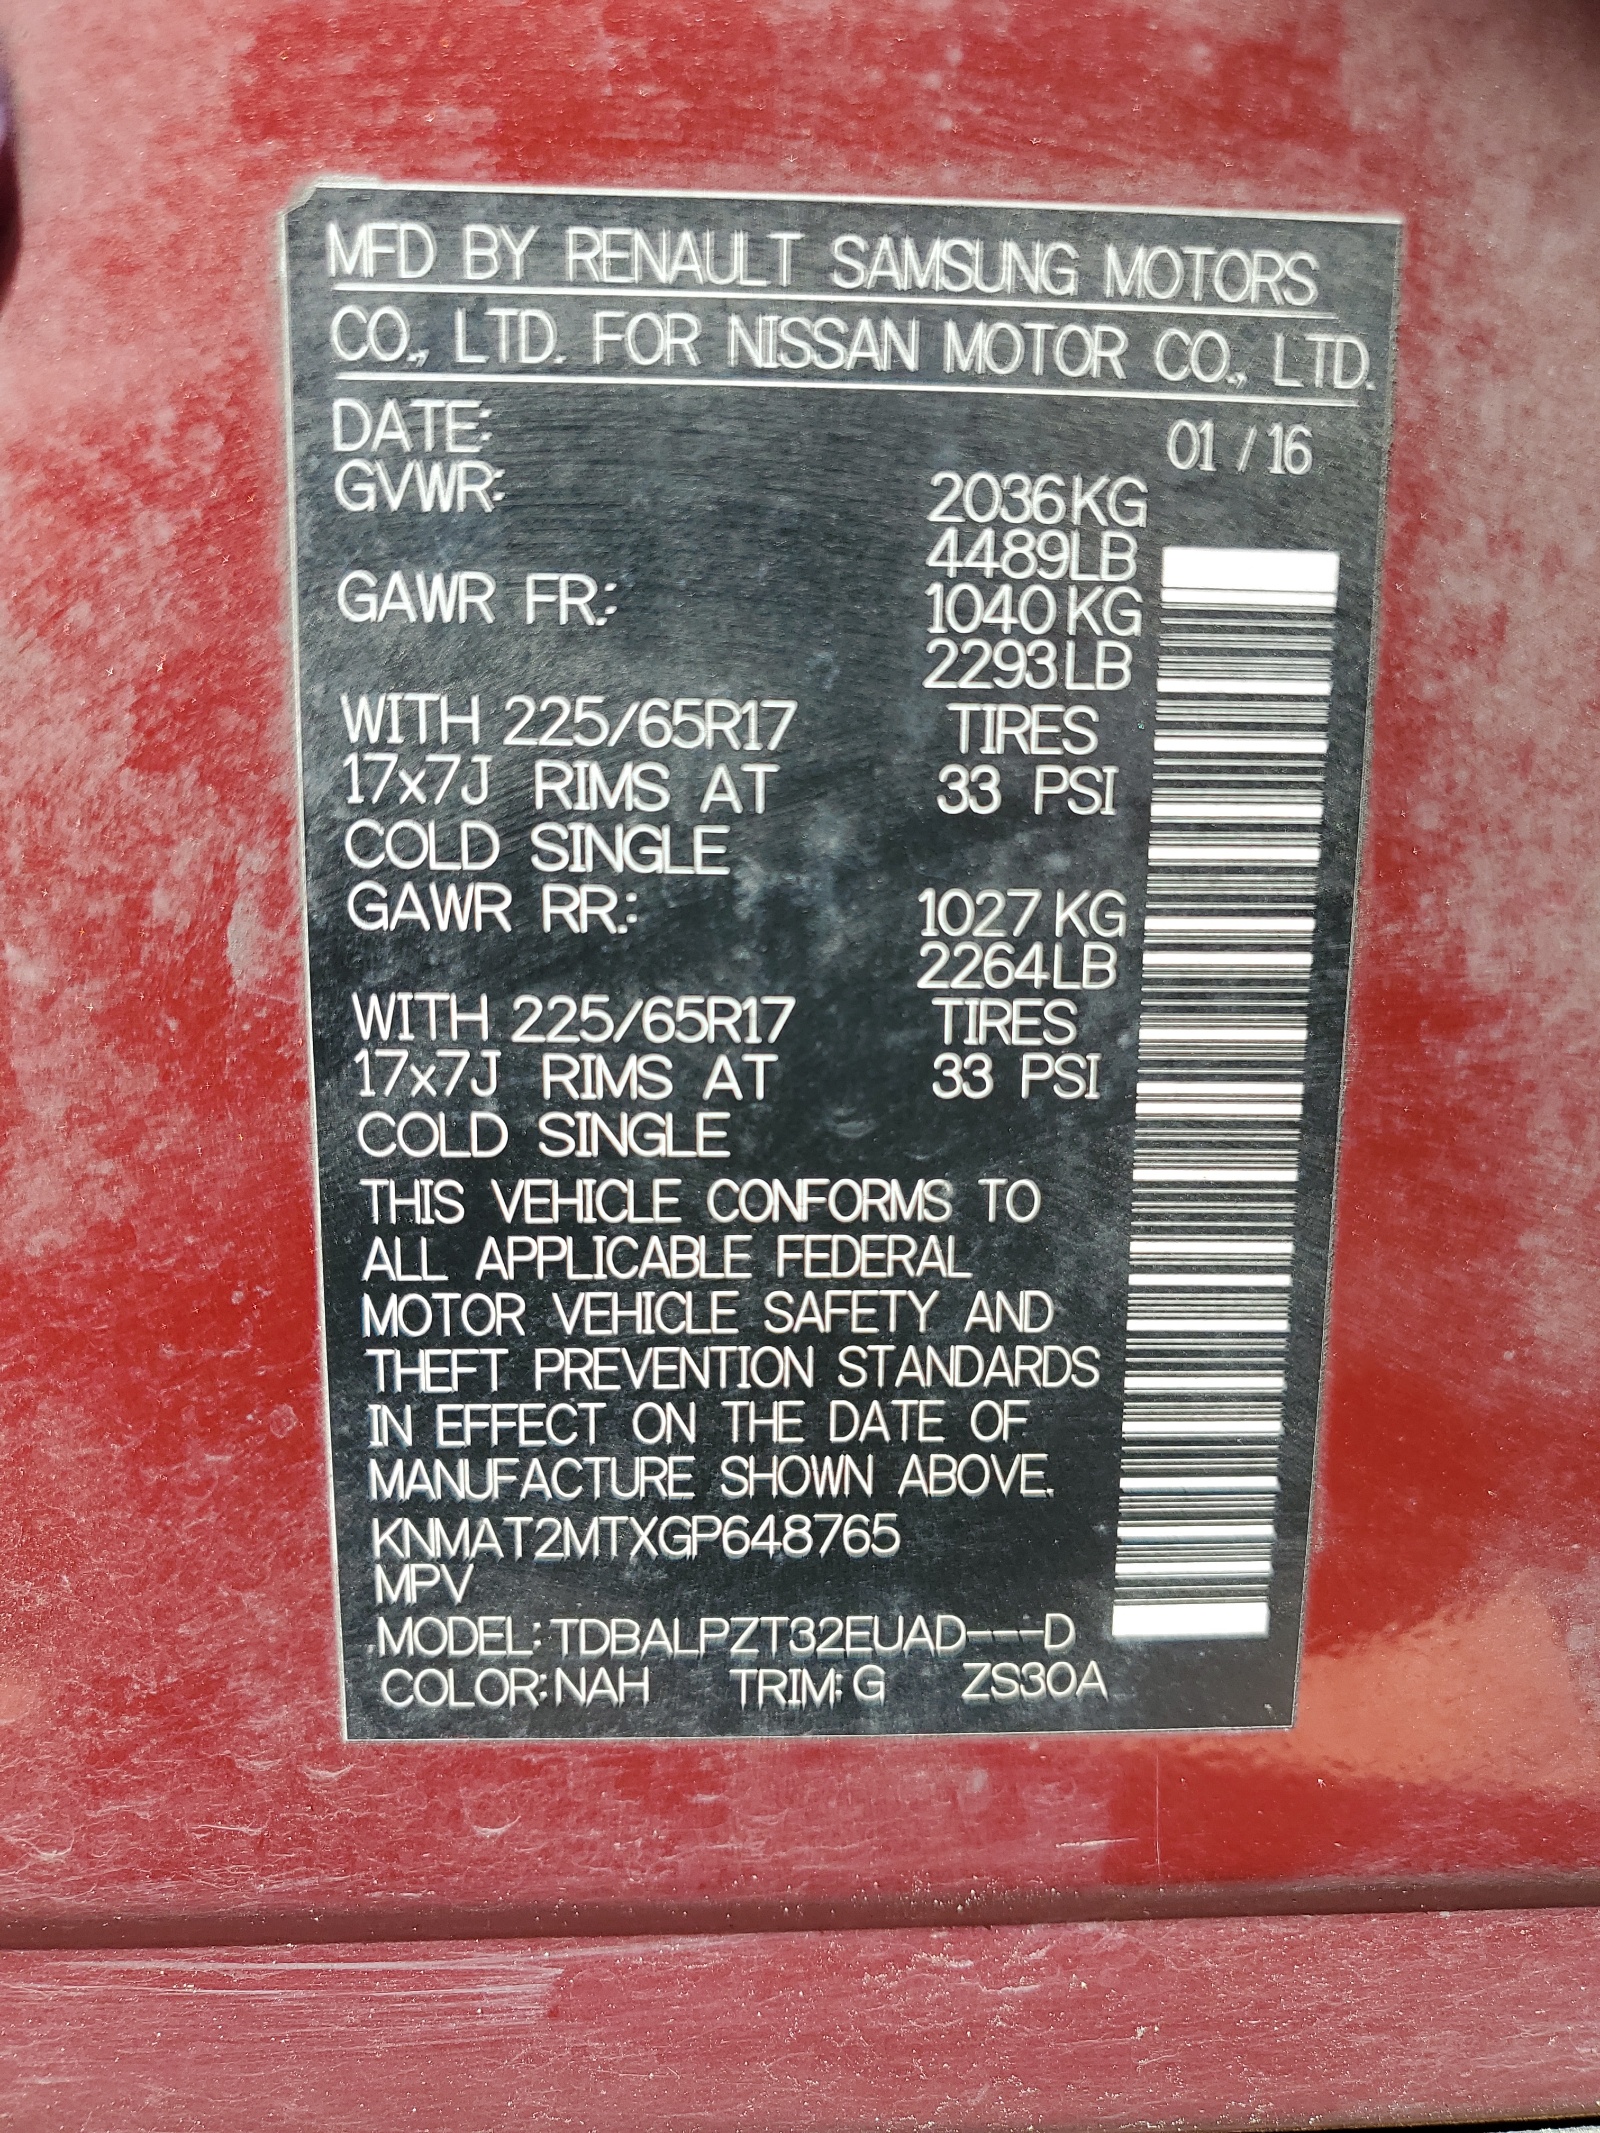 MFD BY RENAULT SAMSUNG MOTORS
CO., LTD. FOR NISSAN MOTOR CO., LTD.
DATE: 01 / 16
GVWR: 2036KG
4489LB
GAWR FR.: 1040KG
2293LB
WITH 225/65R17 TIRES
17x7J RIMS AT 33 PSI
COLD SINGLE
GAWR RR.: 1027KG
2264LB
WITH 225/65R17 TIRES
17x7J RIMS AT 33 PSI
COLD SINGLE
THIS VEHICLE CONFORMS TO
ALL APPLICABLE FEDERAL
MOTOR VEHICLE SAFETY AND
THEFT PREVENTION STANDARDS
IN EFFECT ON THE DATE OF
MANUFACTURE SHOWN ABOVE.
KNMAT2MTXGP648765
MPV
MODEL: TDBALPZT32EUAD---D
COLOR: NAH TRIM: G ZS30A